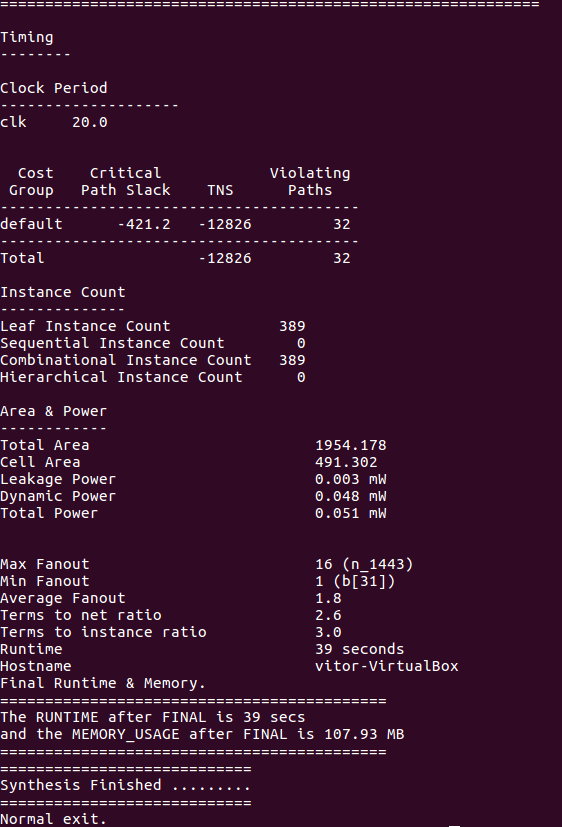 ============================================================
Timing
--------
Clock Period
--------------------
clk     20.0
  Cost    Critical            Violating
 Group   Path Slack    TNS      Paths
----------------------------------------
default      -421.2   -12826         32
----------------------------------------
Total                 -12826         32
Instance Count
--------------
Leaf Instance Count            389
Sequential Instance Count        0
Combinational Instance Count   389
Hierarchical Instance Count      0
Area & Power
------------
Total Area                         1954.178
Cell Area                          491.302
Leakage Power                      0.003 mW
Dynamic Power                      0.048 mW
Total Power                        0.051 mW
Max Fanout                         16 (n_1443)
Min Fanout                         1 (b[31])
Average Fanout                     1.8
Terms to net ratio                 2.6
Terms to instance ratio            3.0
Runtime                            39 seconds
Hostname                           vitor-VirtualBox
Final Runtime & Memory.
===========================================
The RUNTIME after FINAL is 39 secs
and the MEMORY_USAGE after FINAL is 107.93 MB
===========================================
============================
Synthesis Finished .........
============================
Normal exit.